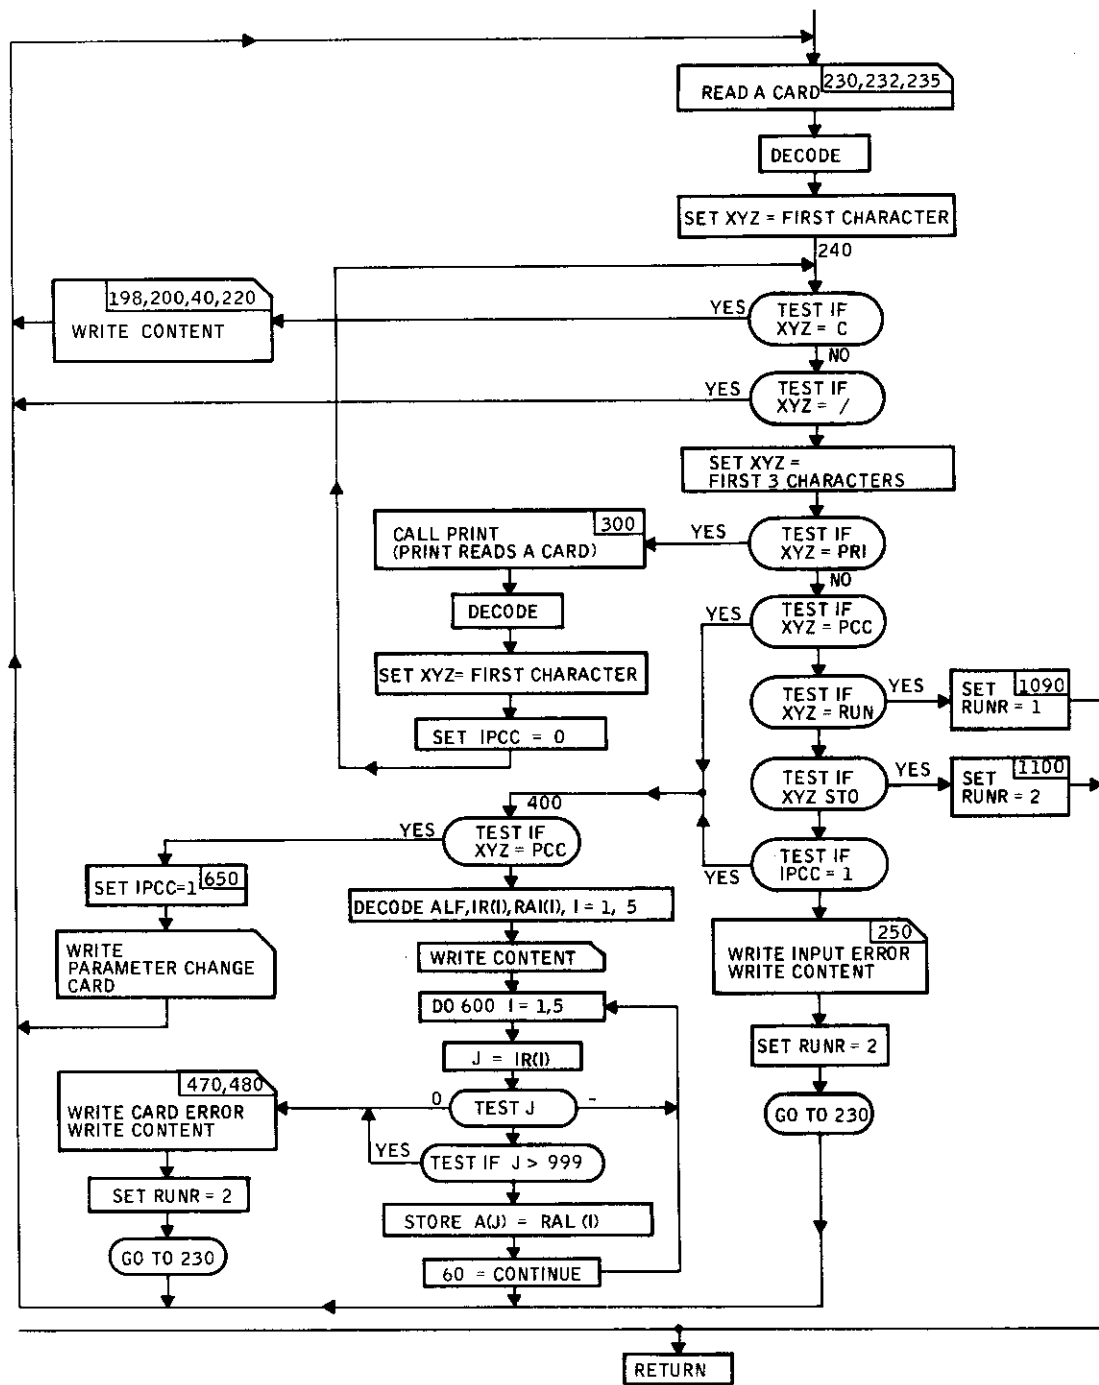 230,232,235
READ A CARD
DECODE
SET XYZ = FIRST CHARACTER
240
198,200,40,220
WRITE CONTENT
YES
TEST IF
XYZ = C
NO
YES
TEST IF
XYZ = /
SET XYZ =
FIRST 3 CHARACTERS
300
CALL PRINT
(PRINT READS A CARD)
YES
TEST IF
XYZ = PRI
NO
DECODE
YES
TEST IF
XYZ = PCC
SET XYZ= FIRST CHARACTER
TEST IF
XYZ = RUN
YES
1090
SET
RUNR = 1
SET IPCC = 0
TEST IF
XYZ STO
YES
1100
SET
RUNR = 2
400
YES
TEST IF
XYZ = PCC
YES
TEST IF
IPCC = 1
650
SET IPCC=1
DECODE ALF,IR(I),RAI(I), I = 1, 5
WRITE
PARAMETER CHANGE
CARD
WRITE CONTENT
250
WRITE INPUT ERROR
WRITE CONTENT
DO 600 I = 1,5
SET RUNR = 2
J = IR(I)
470,480
WRITE CARD ERROR
WRITE CONTENT
0
TEST J
-
GO TO 230
YES
TEST IF J > 999
SET RUNR = 2
STORE A(J) = RAL (I)
GO TO 230
60 = CONTINUE
RETURN